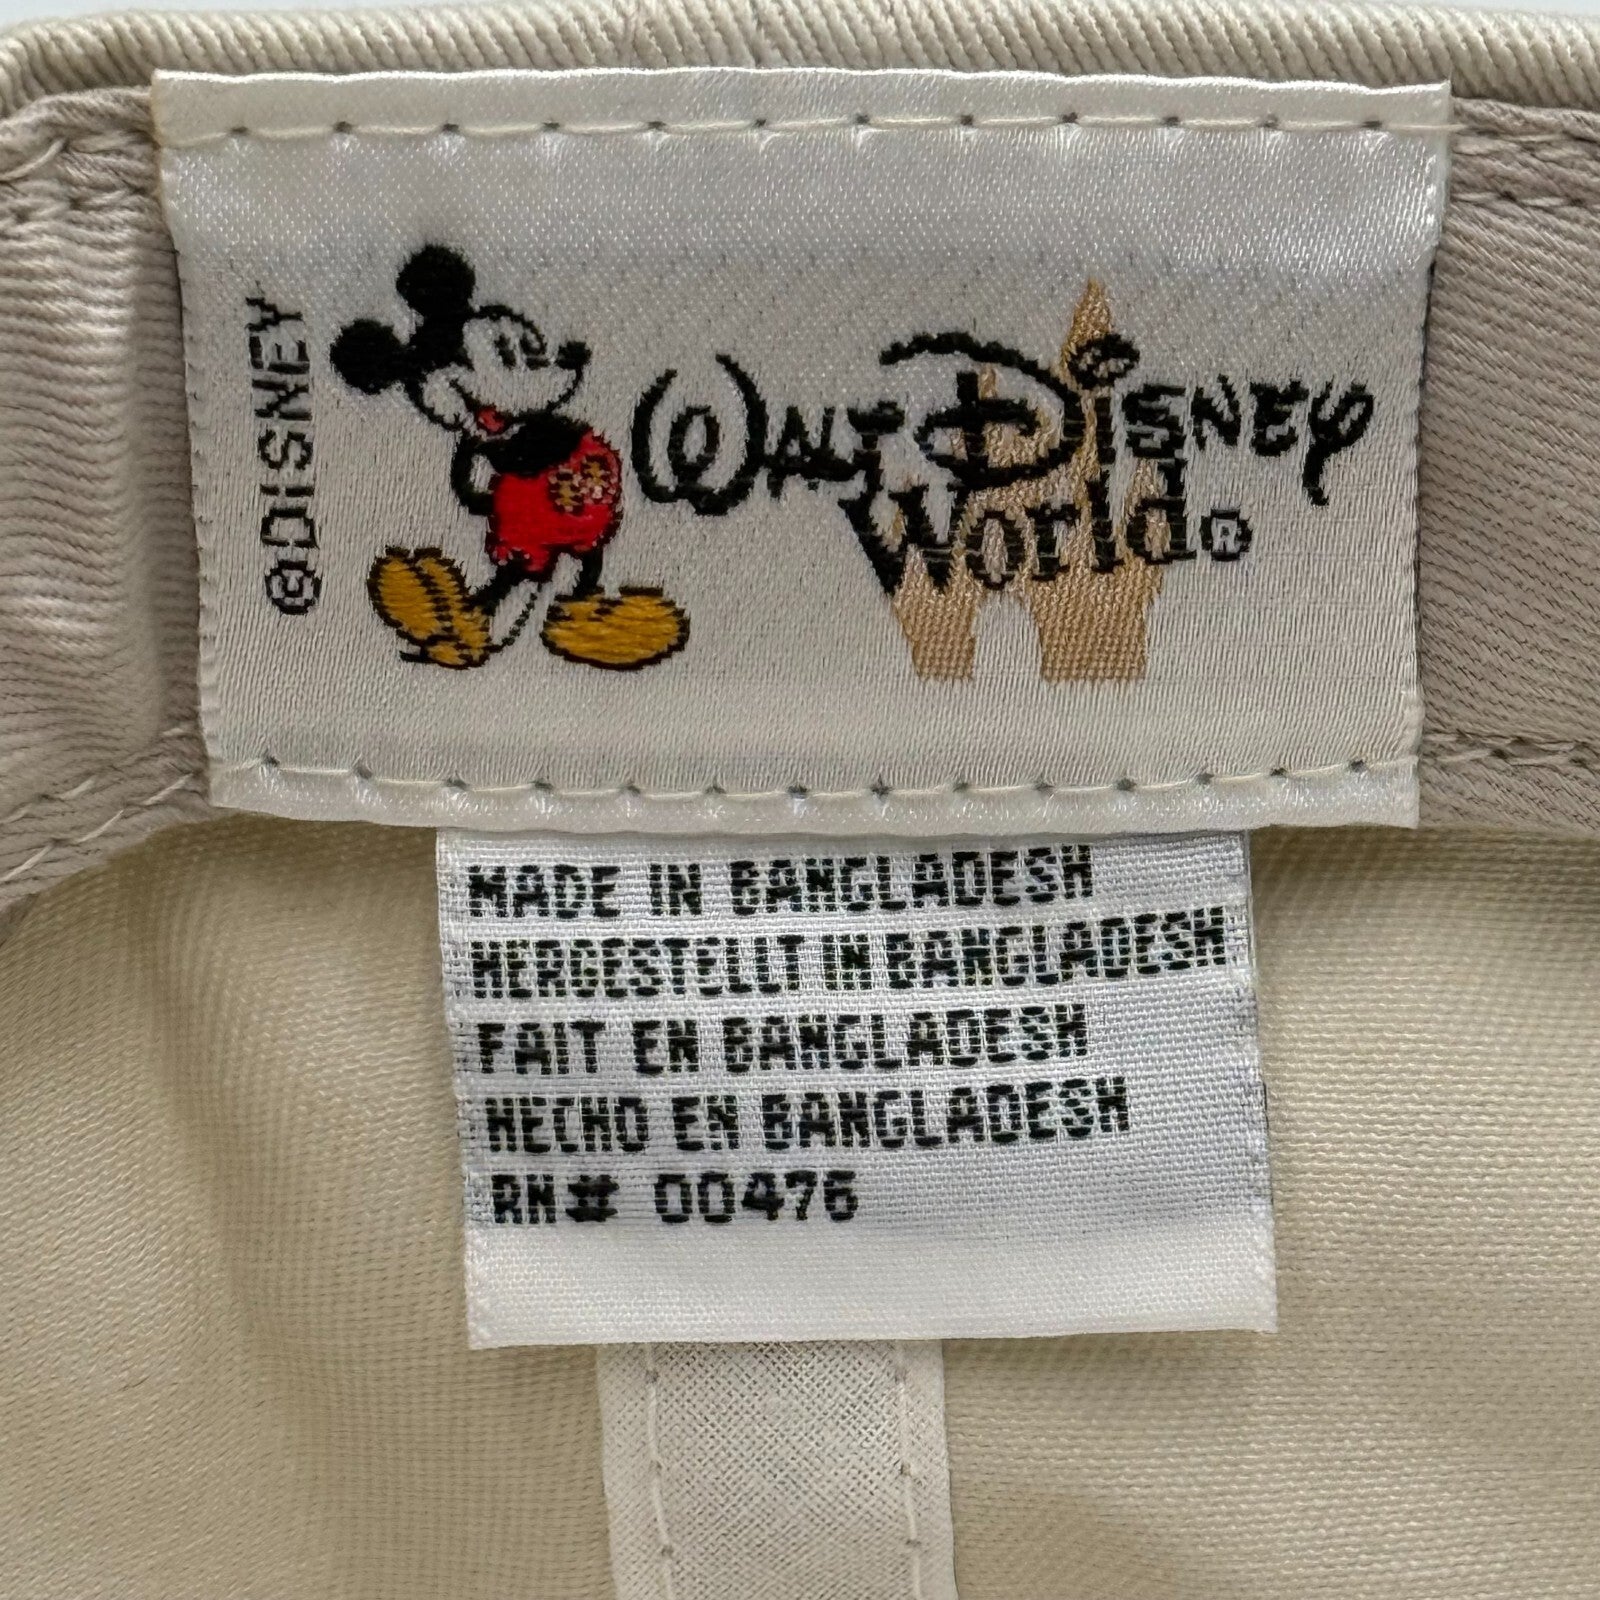 ©DISNEY
WALT DISNEY
World®
MADE IN BANGLADESH
HERGESTELLT IN BANGLADESH
FAIT EN BANGLADESH
HECHO EN BANGLADESH
RN# 00476